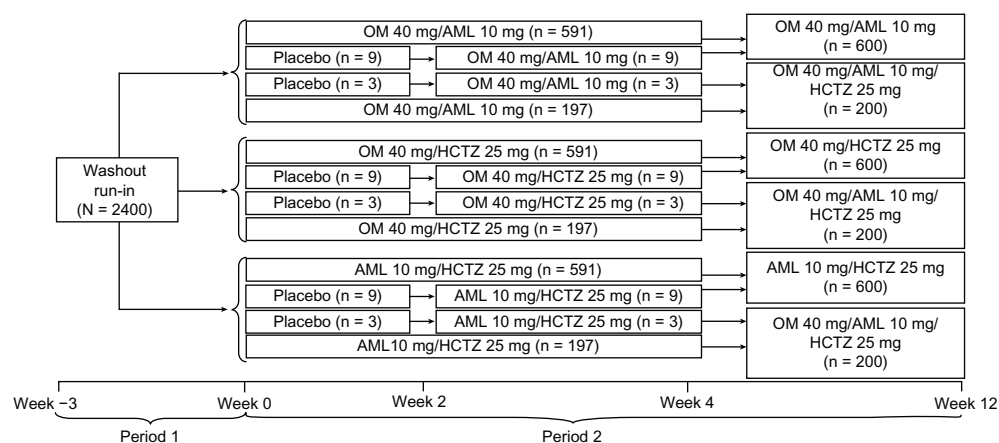 OM 40 mg/AML 10 mg (n = 591)
Placebo (n = 9)
OM 40 mg/AML 10 mg (n = 9)
Placebo (n = 3)
OM 40 mg/AML 10 mg (n = 3)
OM 40 mg/AML 10 mg (n = 197)
OM 40 mg/AML 10 mg
(n = 600)
OM 40 mg/AML 10 mg/
HCTZ 25 mg
(n = 200)
Washout
run-in
(N = 2400)
OM 40 mg/HCTZ 25 mg (n = 591)
Placebo (n = 9)
OM 40 mg/HCTZ 25 mg (n = 9)
Placebo (n = 3)
OM 40 mg/HCTZ 25 mg (n = 3)
OM 40 mg/HCTZ 25 mg (n = 197)
OM 40 mg/HCTZ 25 mg
(n = 600)
OM 40 mg/AML 10 mg/
HCTZ 25 mg
(n = 200)
AML 10 mg/HCTZ 25 mg (n = 591)
Placebo (n = 9)
AML 10 mg/HCTZ 25 mg (n = 9)
Placebo (n = 3)
AML 10 mg/HCTZ 25 mg (n = 3)
AML10 mg/HCTZ 25 mg (n = 197)
AML 10 mg/HCTZ 25 mg
(n = 600)
OM 40 mg/AML 10 mg/
HCTZ 25 mg
(n = 200)
Week −3
Week 0
Week 2
Week 4
Week 12
Period 1
Period 2